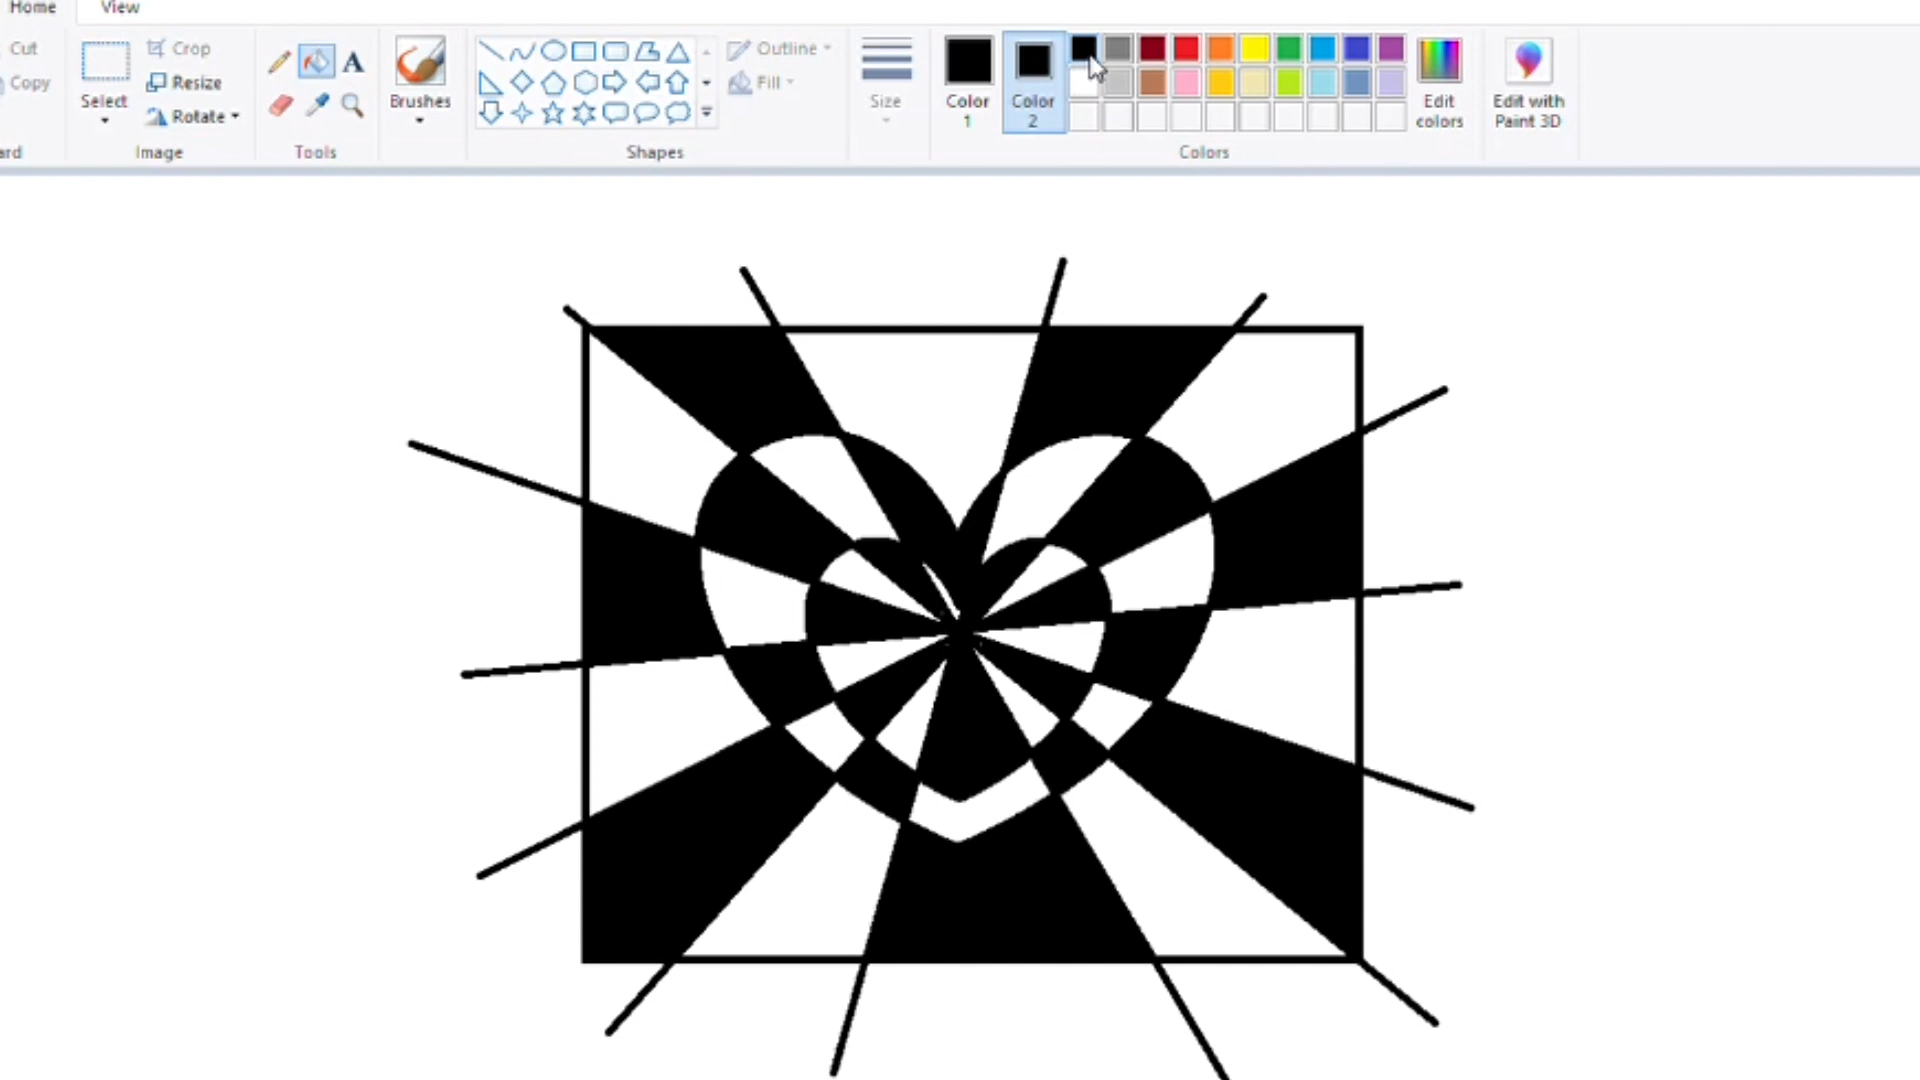 Home View
Cut
Copy
Select
Crop
Resize
Rotate
Image
A
Tools
Brushes
Outline
Fill
Shapes
Size
Color 1
Color 2
Edit colors
Colors
Edit with Paint 3D
ard